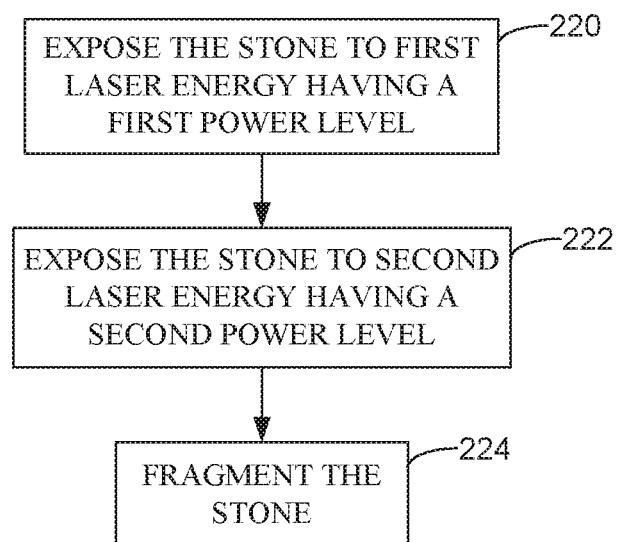 EXPOSE THE STONE TO FIRST
LASER ENERGY HAVING A
FIRST POWER LEVEL
220
EXPOSE THE STONE TO SECOND
LASER ENERGY HAVING A
SECOND POWER LEVEL
222
FRAGMENT THE
STONE
224